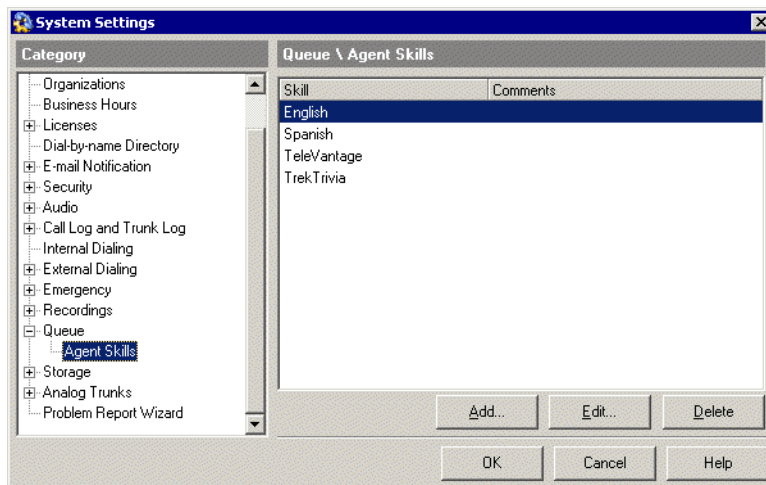 System Settings
Category
Organizations
Business Hours
Licenses
Dial-by-name Directory
E-mail Notification
Security
Audio
Call Log and Trunk Log
Internal Dialing
External Dialing
Emergency
Recordings
Queue
Agent Skills
Storage
Analog Trunks
Problem Report Wizard
Queue \ Agent Skills
Skill Comments
English
Spanish
TeleVantage
TrekTrivia
Add... Edit... Delete
OK Cancel Help